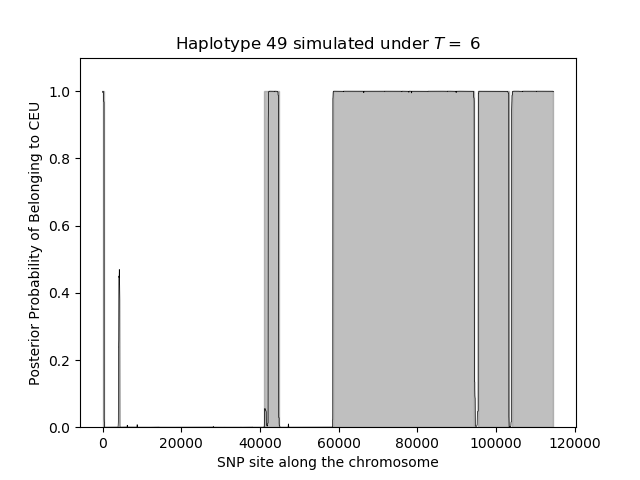 Haplotype 49 simulated under T = 6
Posterior Probability of Belonging to CEU
1.0
0.8
0.6
0.4
0.2
0.0
0 20000 40000 60000 80000 100000 120000
SNP site along the chromosome